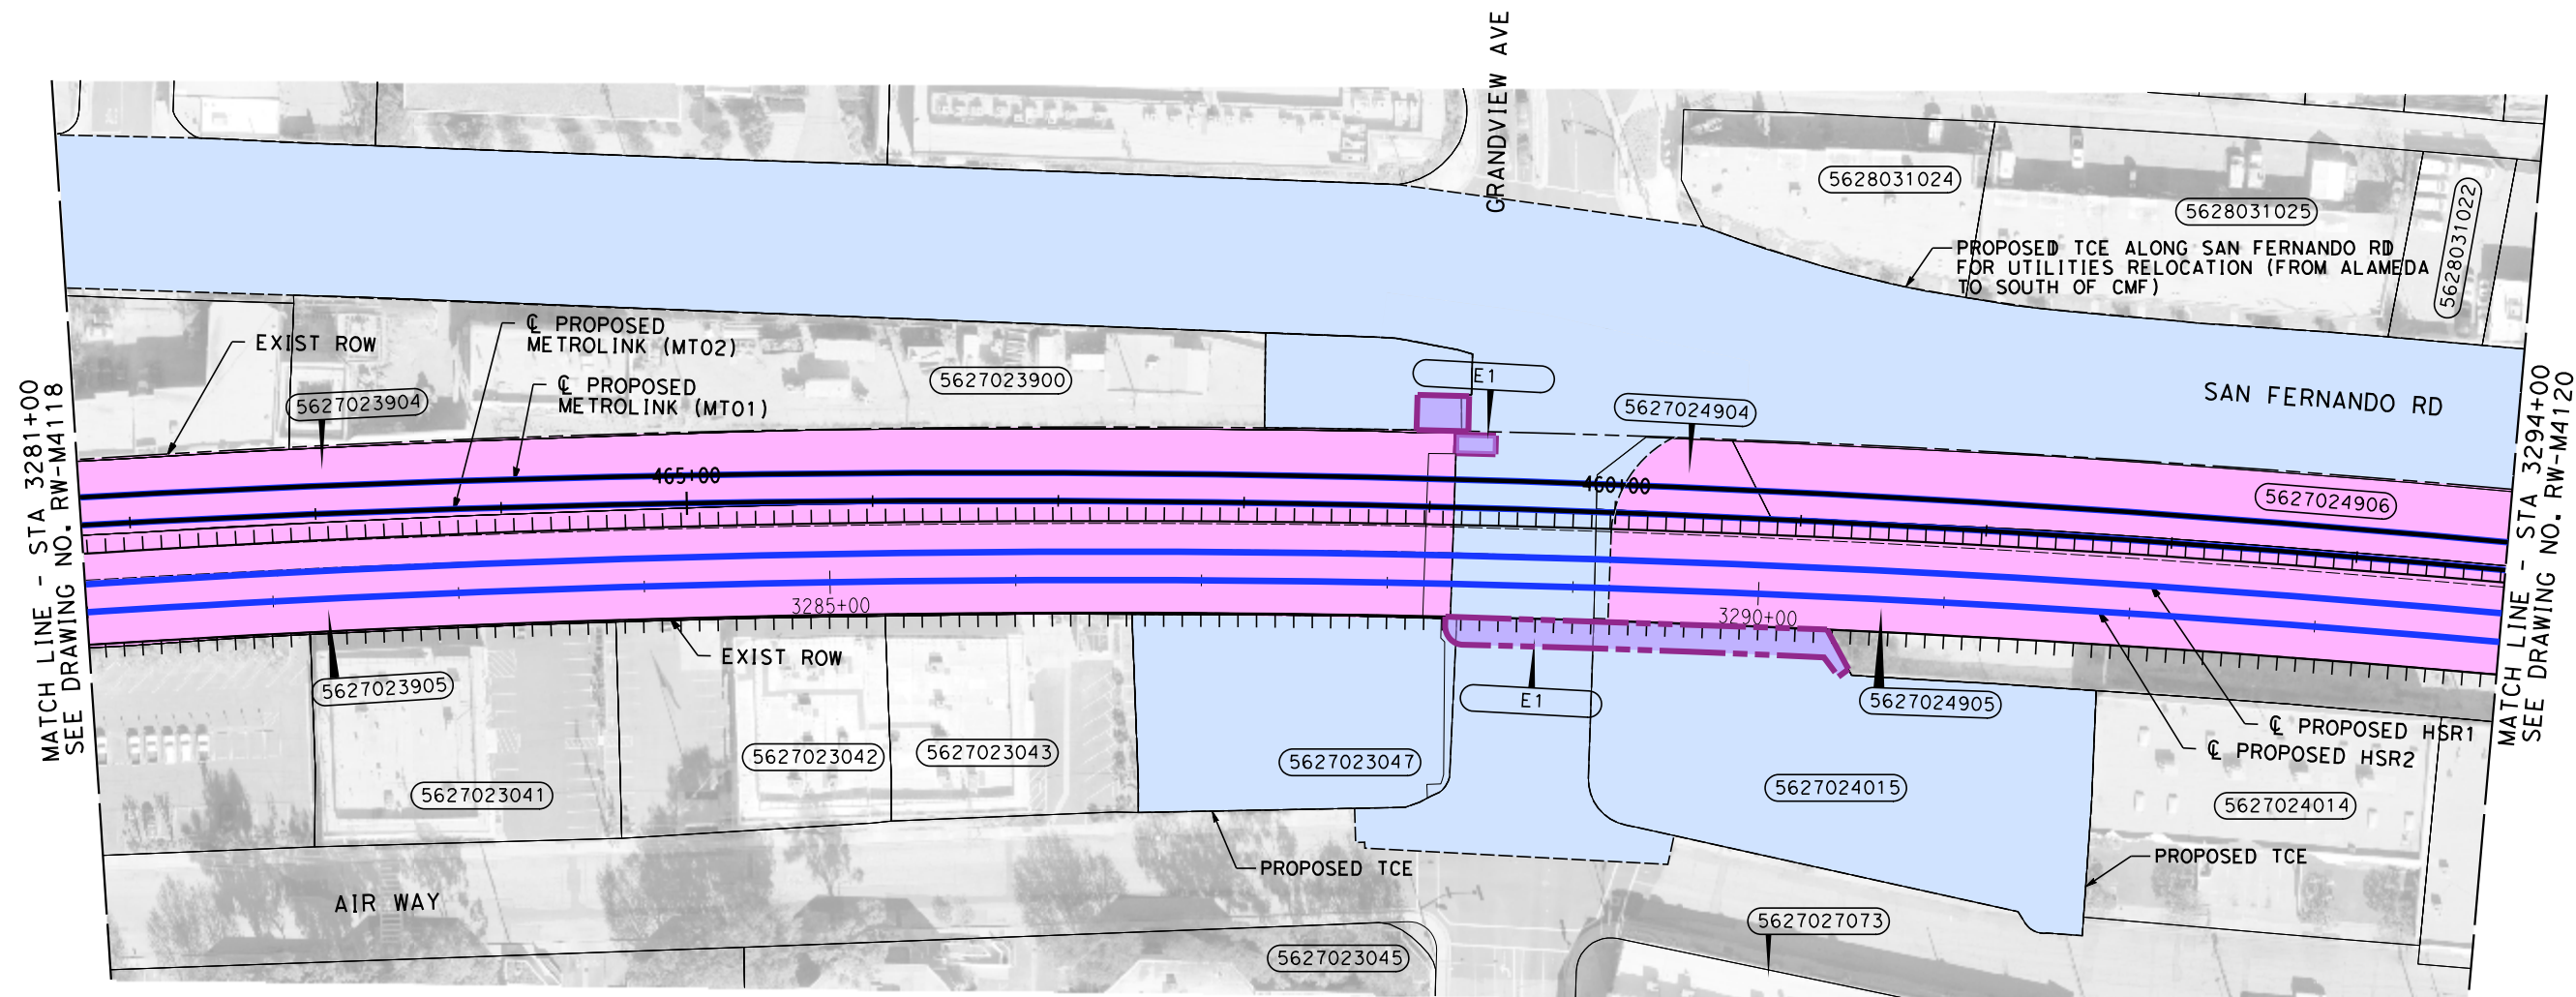 GRANDVIEW AVE
5628031024
5628031025
5628031022
PROPOSED TCE ALONG SAN FERNANDO RD
FOR UTILITIES RELOCATION (FROM ALAMEDA
TO SOUTH OF CMF)
EXIST ROW
℄ PROPOSED
METROLINK (MT02)
℄ PROPOSED
METROLINK (MT01)
5627023904
5627023900
E1
5627024904
SAN FERNANDO RD
MATCH LINE - STA 3281+00
SEE DRAWING NO. RW-M4118
MATCH LINE - STA 3294+00
SEE DRAWING NO. RW-M4120
465+00
460+00
5627024906
3285+00
3290+00
EXIST ROW
5627023905
E1
5627024905
℄ PROPOSED HSR1
℄ PROPOSED HSR2
5627023041
5627023042
5627023043
5627023047
5627024015
5627024014
PROPOSED TCE
PROPOSED TCE
AIR WAY
5627023045
5627027073